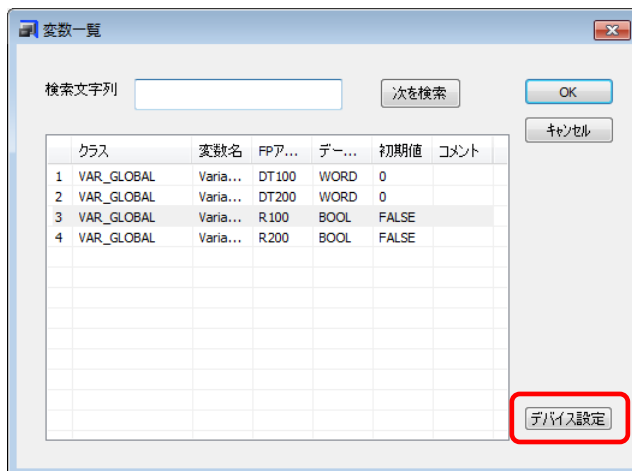 変数一覧
検索文字列 次を検索 OK
キャンセル
クラス 変数名 FPア... デー... 初期値 コメント
1 VAR_GLOBAL Varia... DT100 WORD 0
2 VAR_GLOBAL Varia... DT200 WORD 0
3 VAR_GLOBAL Varia... R100 BOOL FALSE
4 VAR_GLOBAL Varia... R200 BOOL FALSE
デバイス設定